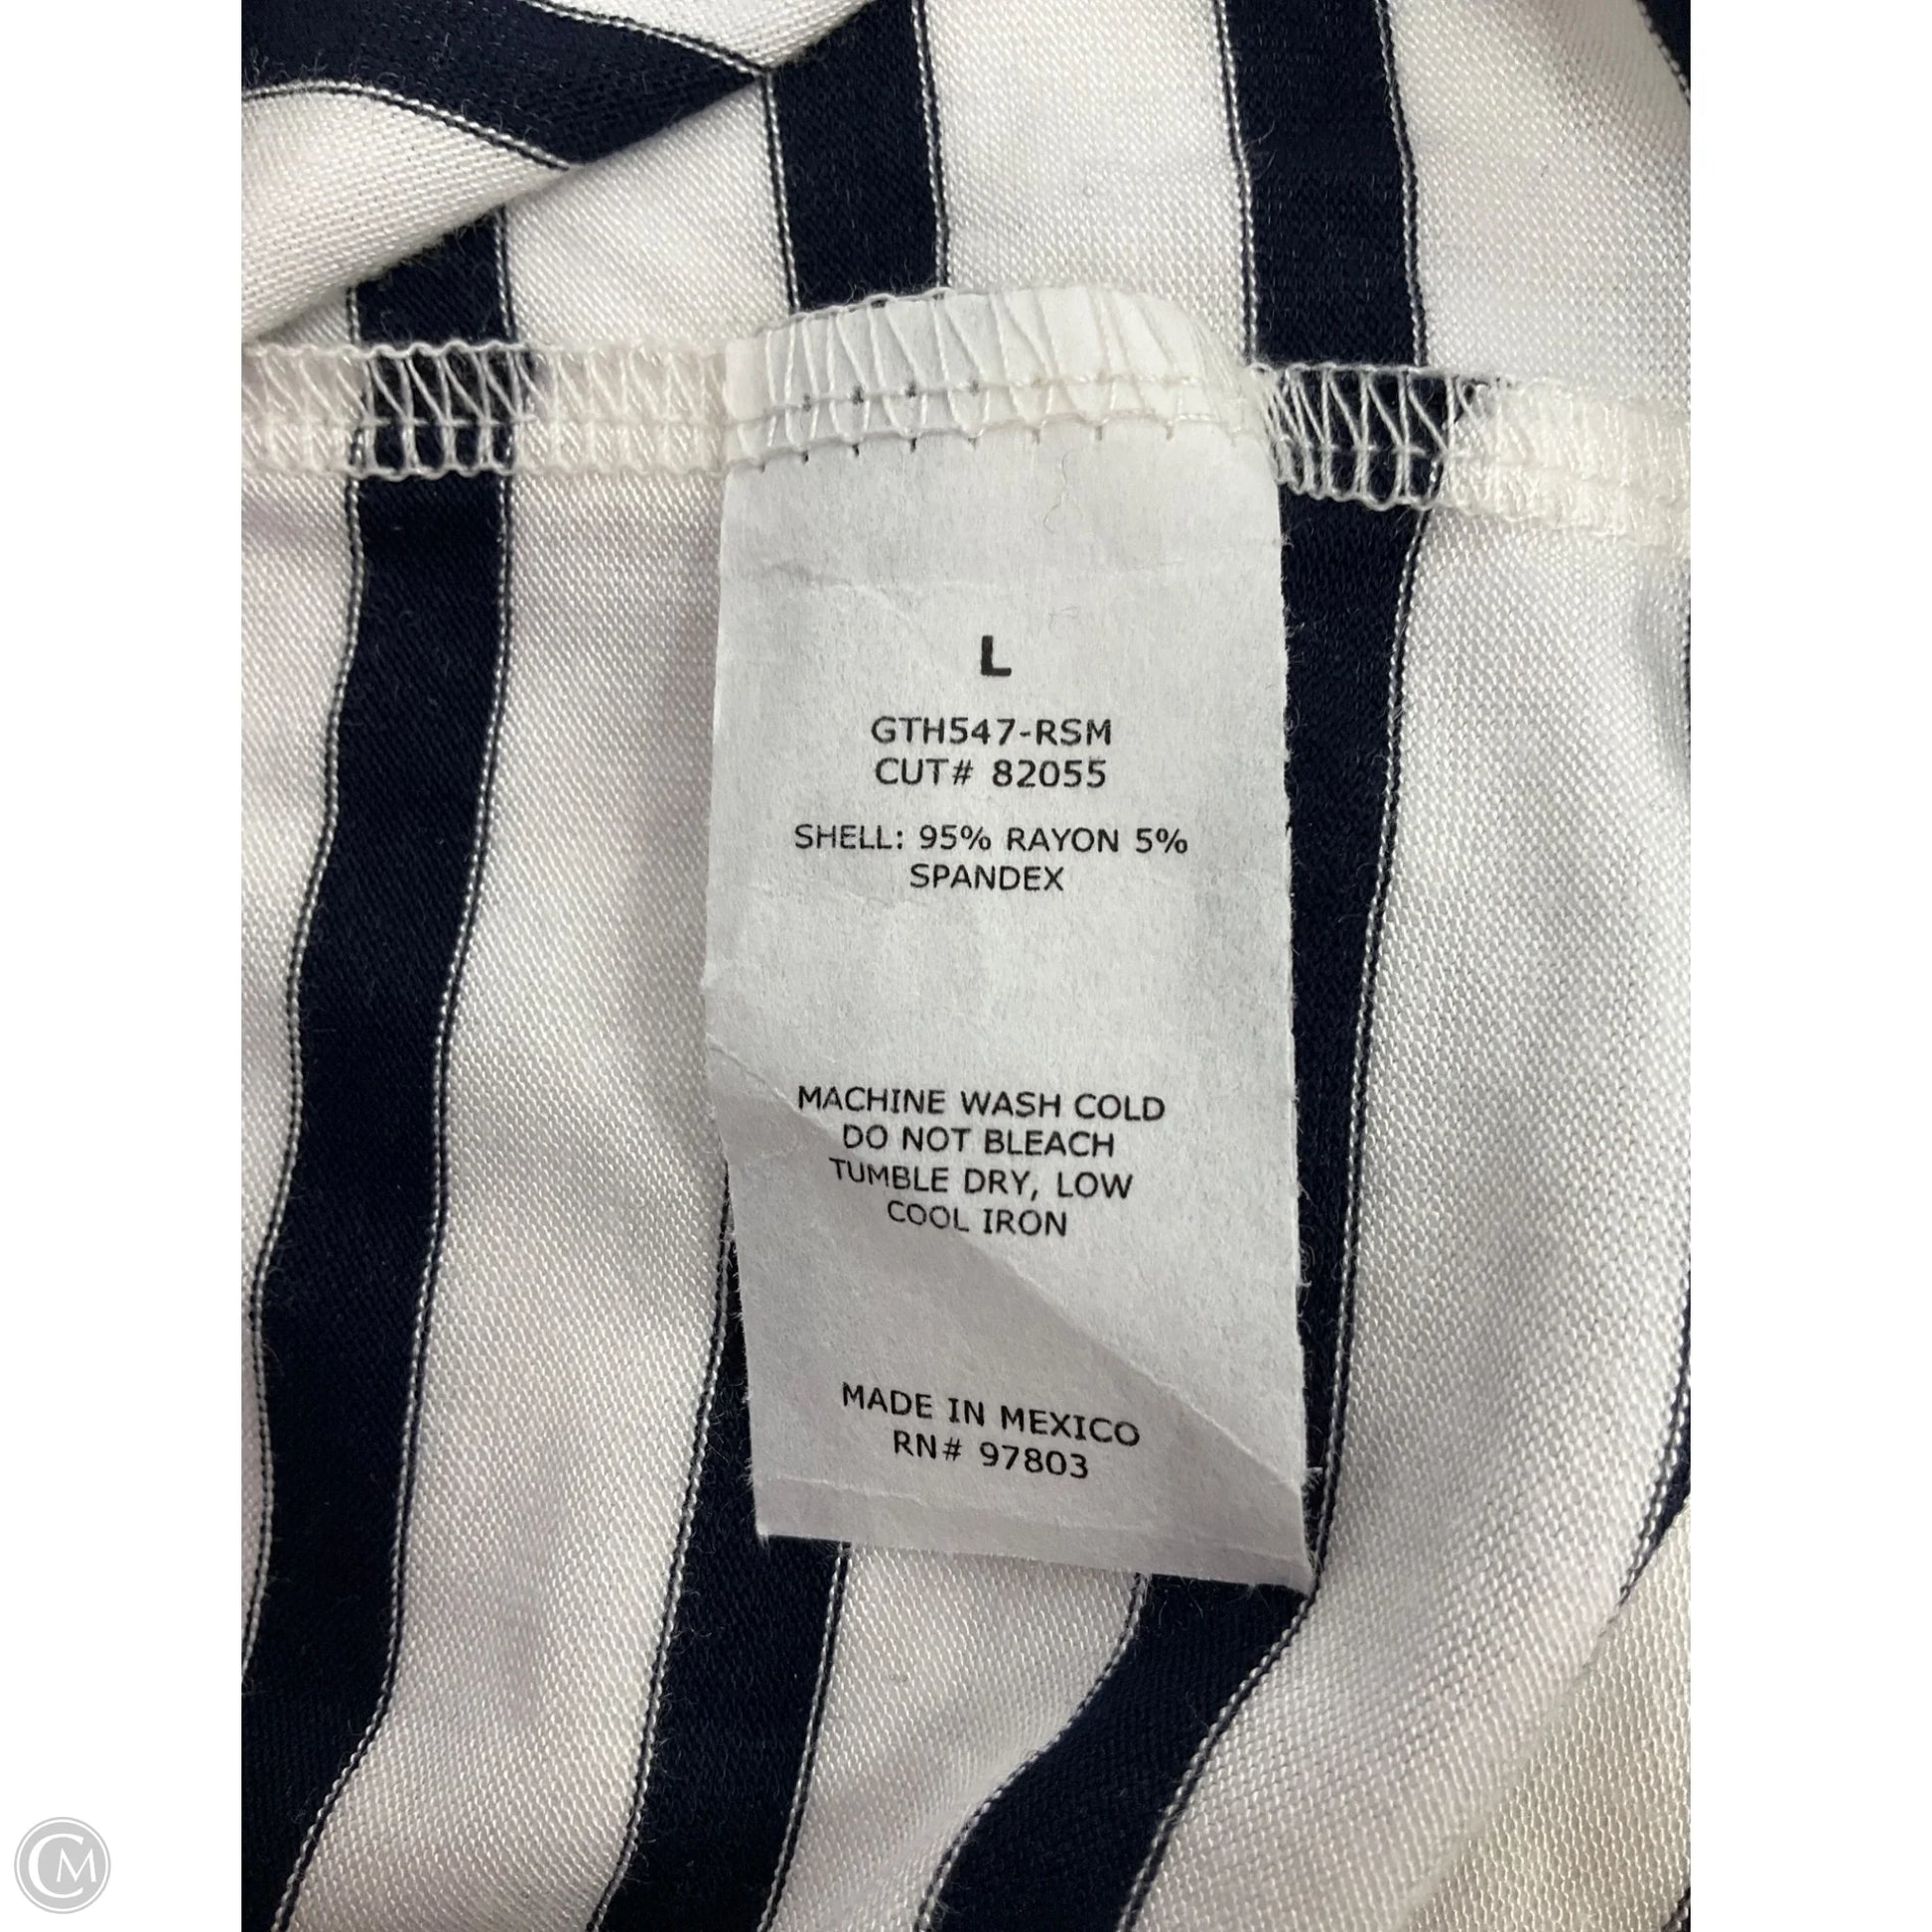 L
GTH547-RSM
CUT# 82055
SHELL: 95% RAYON 5%
SPANDEX
MACHINE WASH COLD
DO NOT BLEACH
TUMBLE DRY, LOW
COOL IRON
MADE IN MEXICO
RN# 97803
CM